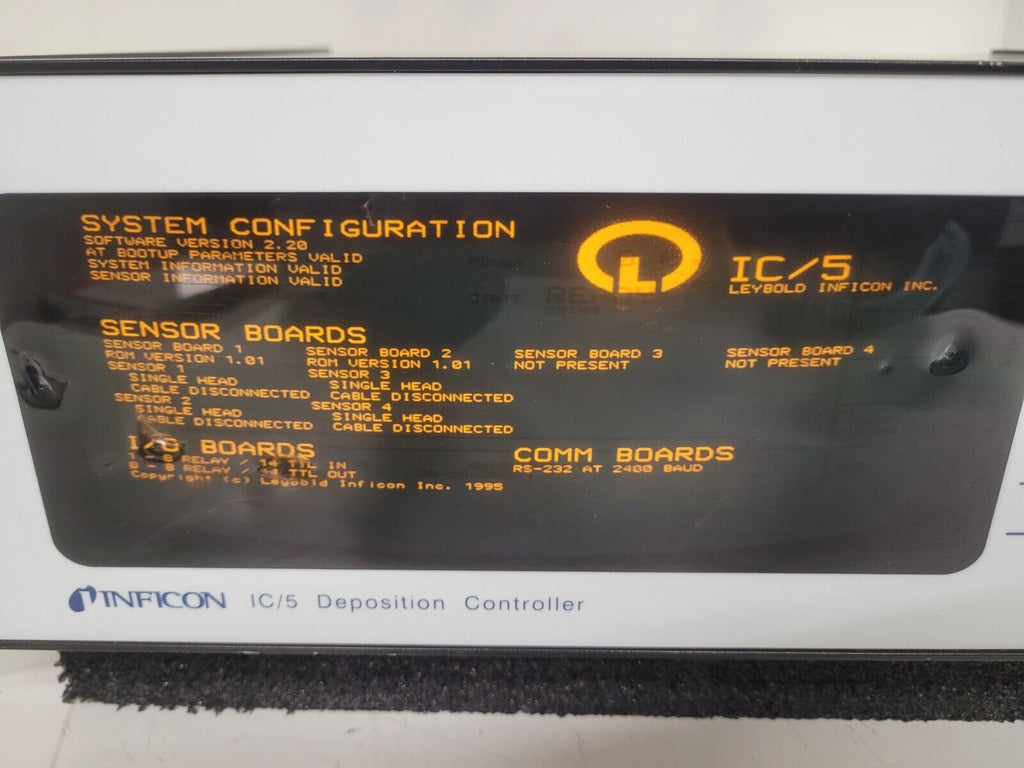 SYSTEM CONFIGURATION
SOFTWARE VERSION 2.20
AT BOOTUP PARAMETERS VALID
SYSTEM INFORMATION VALID
SENSOR INFORMATION VALID
IC/5
LEYBOLD INFICON INC.
SENSOR BOARDS
SENSOR BOARD 1
ROM VERSION 1.01
SENSOR 1
SINGLE HEAD
CABLE DISCONNECTED
SENSOR 2
SINGLE HEAD
CABLE DISCONNECTED
SENSOR BOARD 2
ROM VERSION 1.01
SENSOR 3
SINGLE HEAD
CABLE DISCONNECTED
SENSOR 4
SINGLE HEAD
CABLE DISCONNECTED
SENSOR BOARD 3
NOT PRESENT
SENSOR BOARD 4
NOT PRESENT
I/O BOARDS
RELAY / TTL IN
0 - 8 RELAY / TTL OUT
Copyright (c) Leybold Inficon Inc. 1995
COMM BOARDS
RS-232 AT 2400 BAUD
INFICON IC/5 Deposition Controller